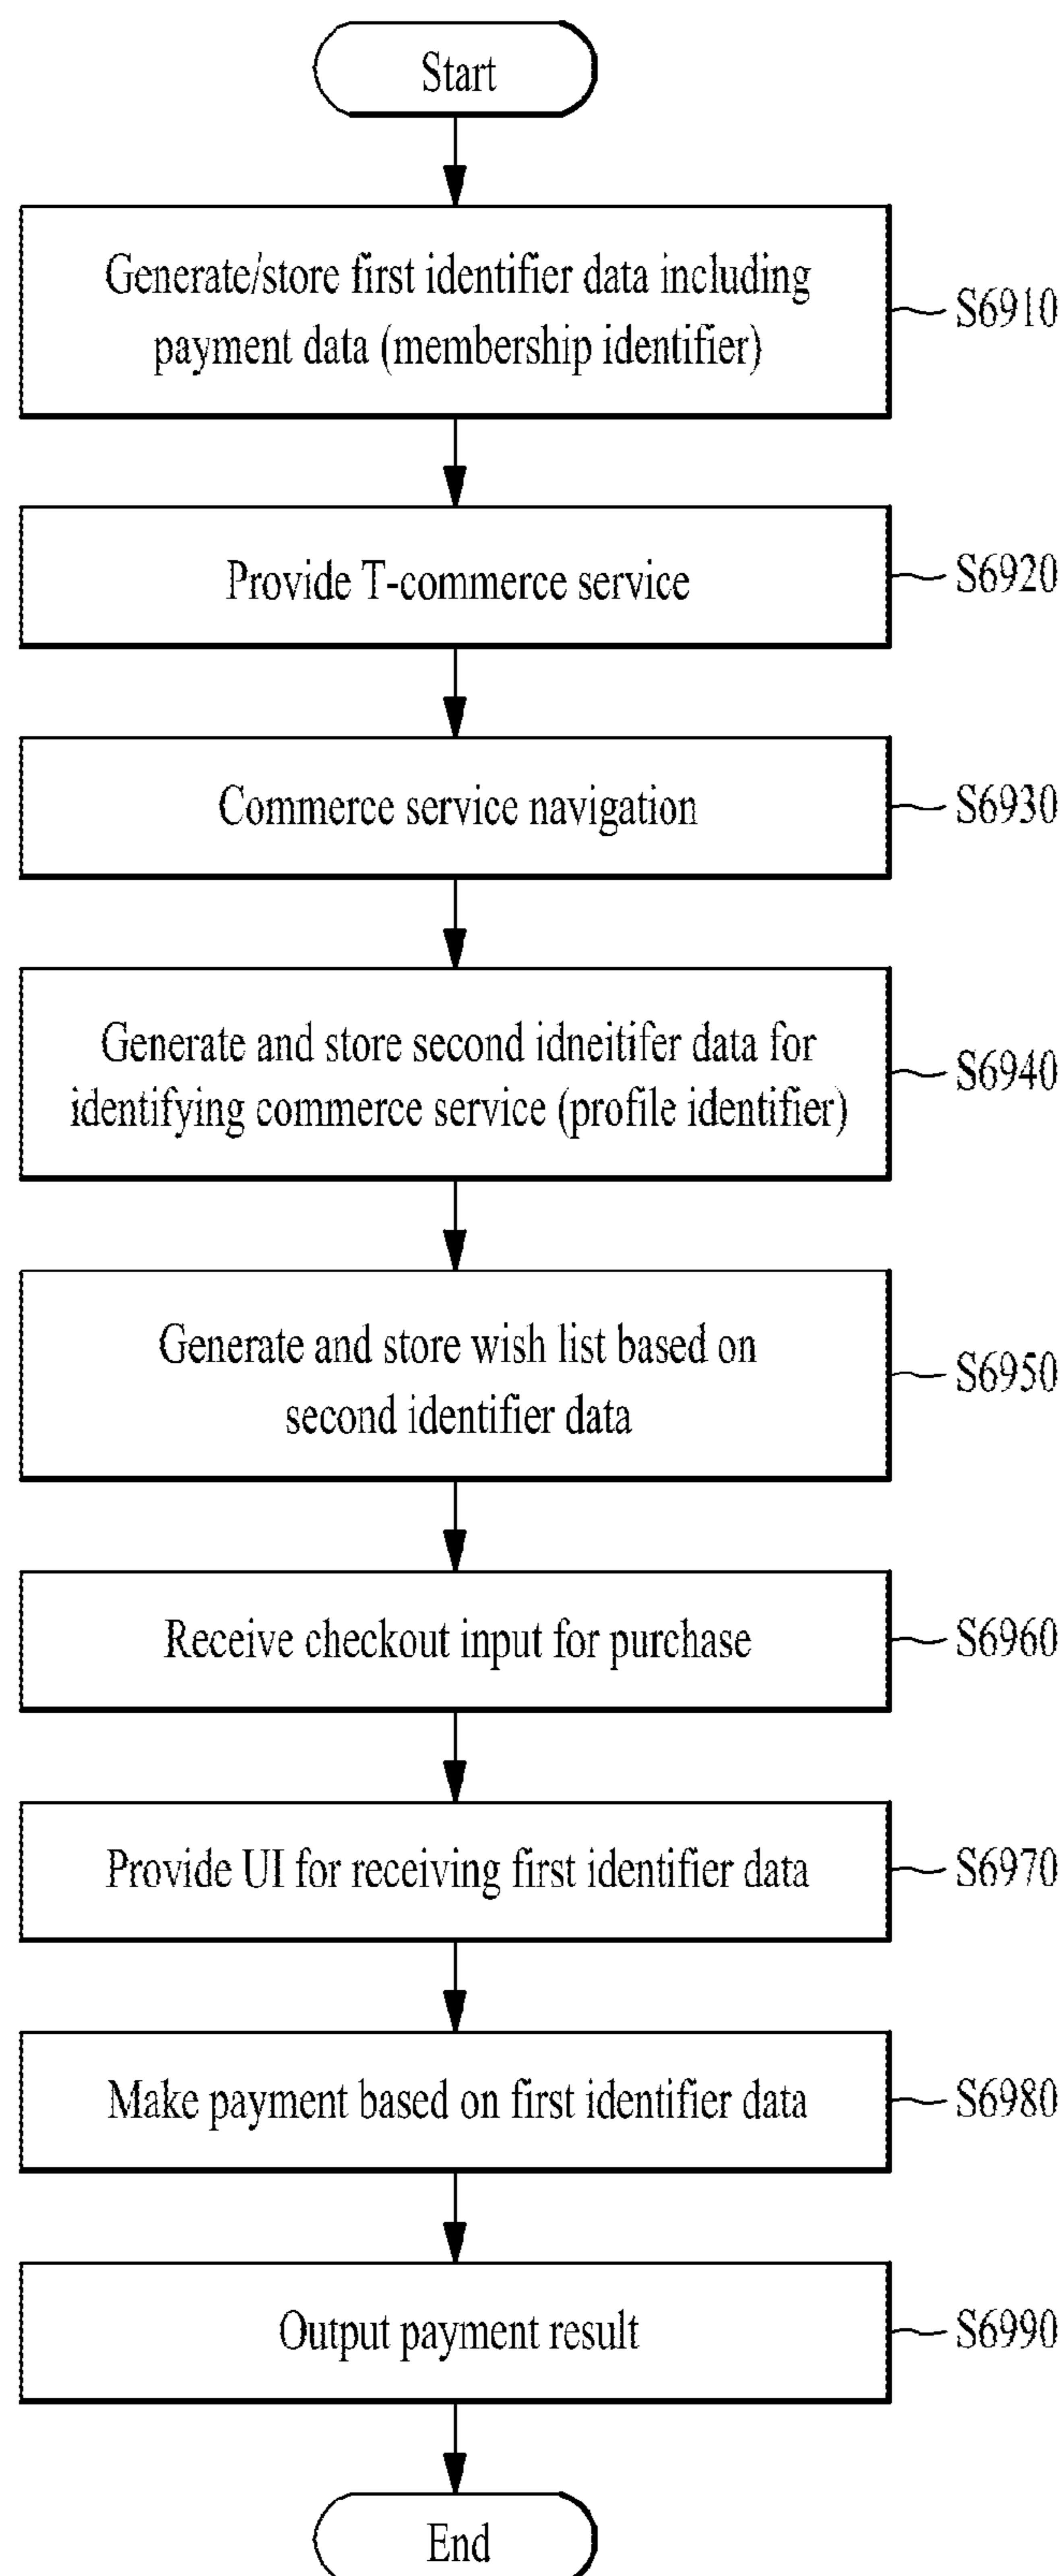 Start
Generate/store first identifier data including
payment data (membership identifier)
S6910
Provide T-commerce service
S6920
Commerce service navigation
S6930
Generate and store second idneitifer data for
identifying commerce service (profile identifier)
S6940
Generate and store wish list based on
second identifier data
S6950
Receive checkout input for purchase
S6960
Provide UI for receiving first identifier data
S6970
Make payment based on first identifier data
S6980
Output payment result
S6990
End